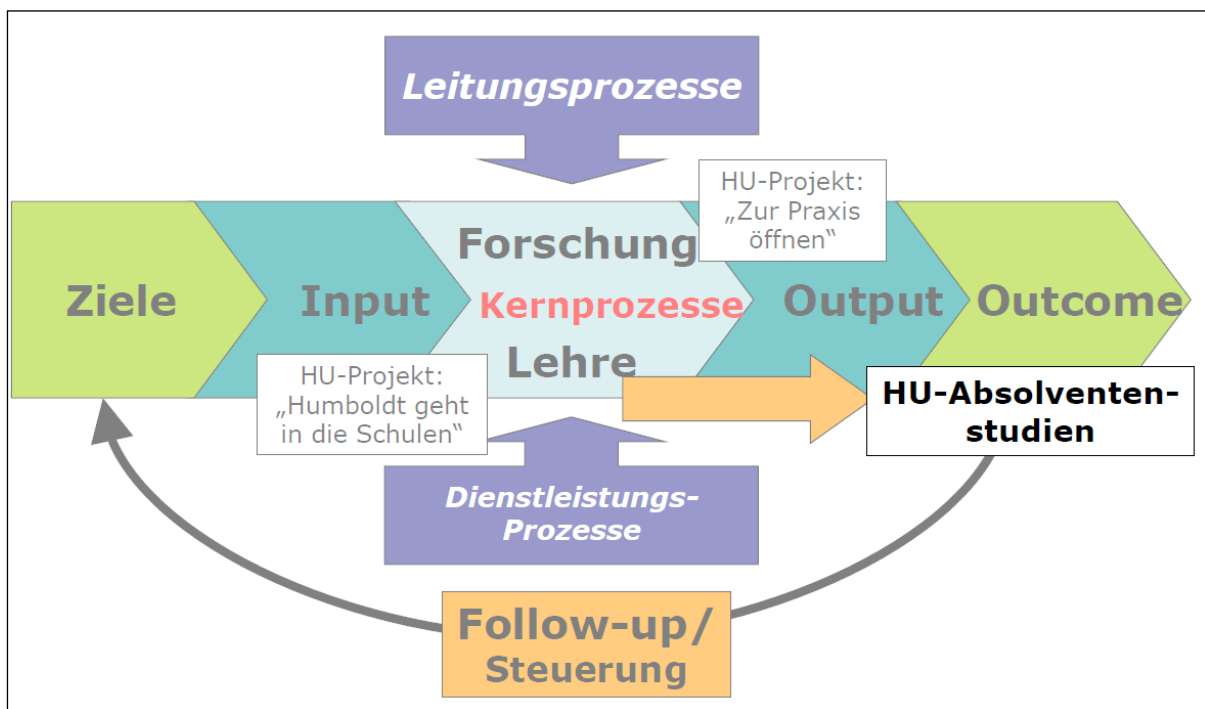 Leitungsprozesse
HU-Projekt:
„Zur Praxis
öffnen“
Ziele
Input
Forschung
Kernprozesse
Lehre
Output
Outcome
HU-Projekt:
„Humboldt geht
in die Schulen“
HU-Absolventen-
studien
Dienstleistungs-
Prozesse
Follow-up/
Steuerung